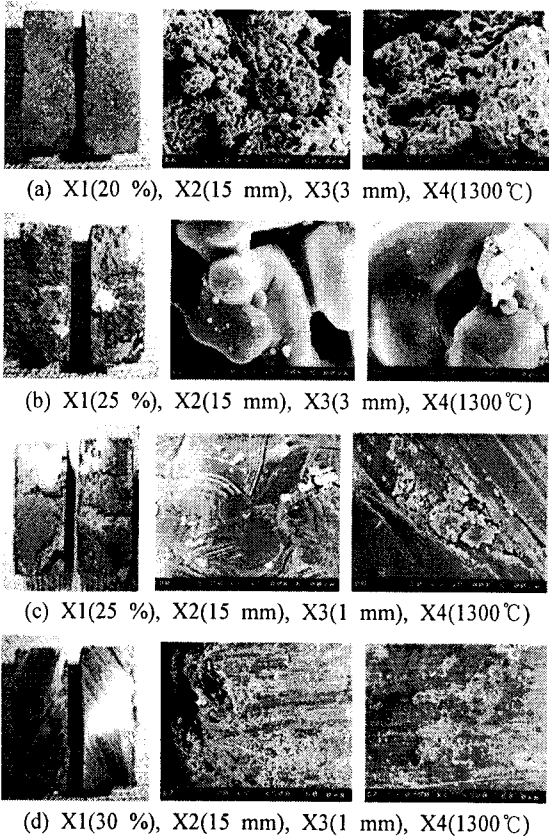 (a) X1(20 %), X2(15 mm), X3(3 mm), X4(1300℃)
(b) X1(25 %), X2(15 mm), X3(3 mm), X4(1300℃)
(c) X1(25 %), X2(15 mm), X3(1 mm), X4(1300℃)
(d) X1(30 %), X2(15 mm), X3(1 mm), X4(1300℃)